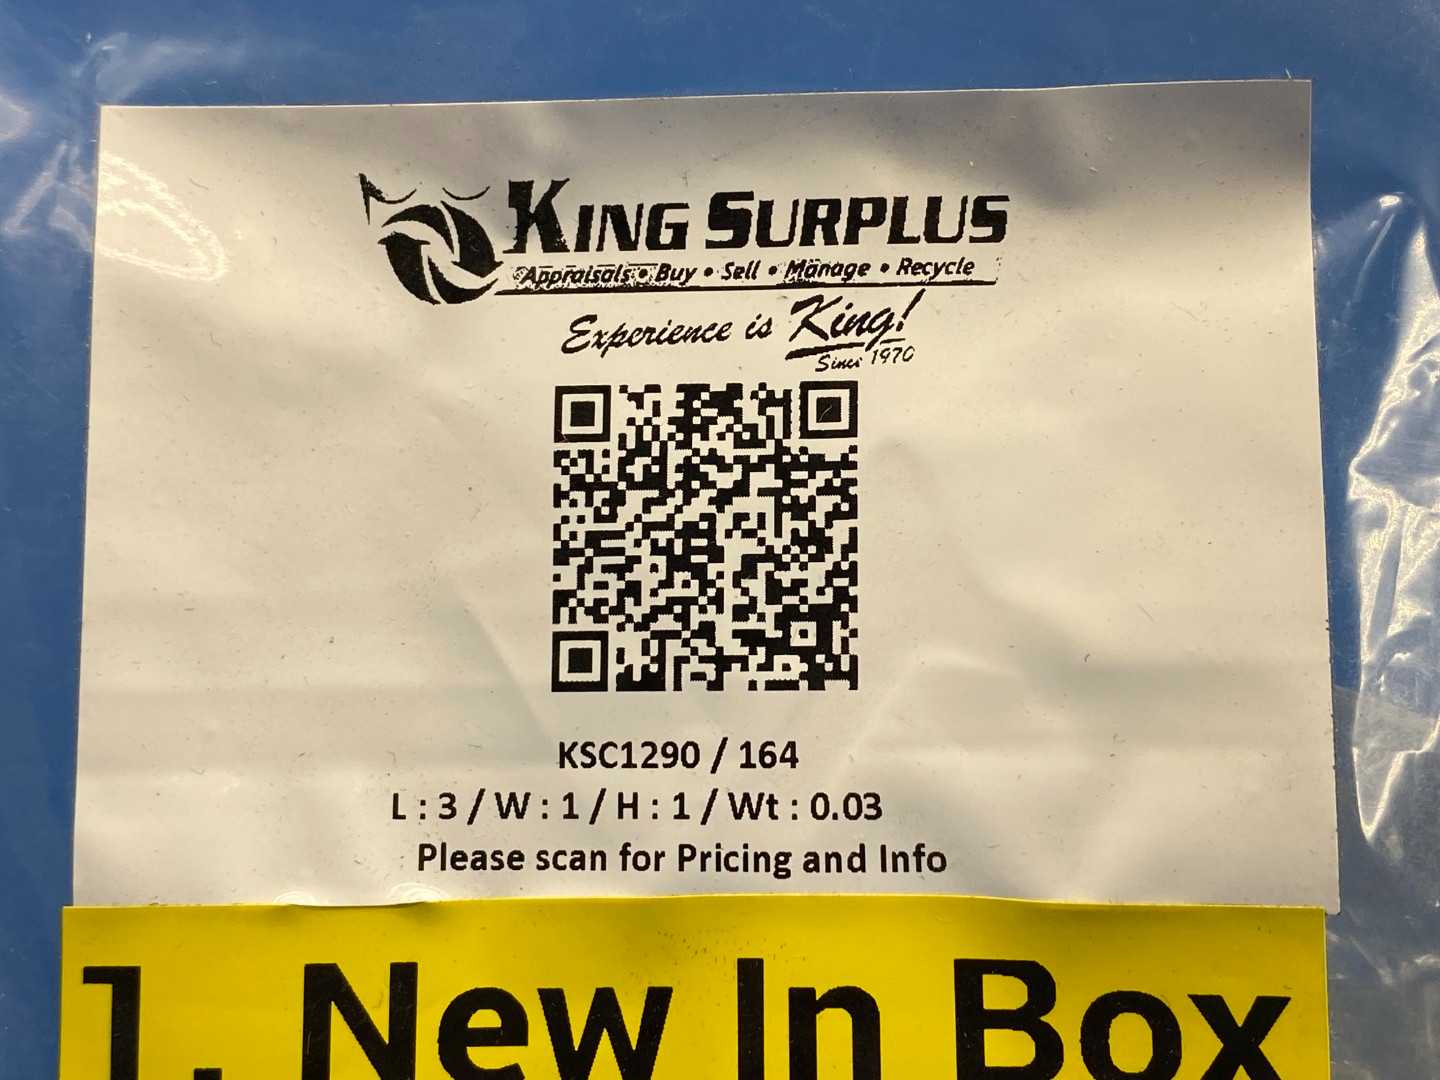 KING SURPLUS
Appraisals • Buy • Sell • Manage • Recycle
Experience is King!
Since 1970
KSC1290 / 164
L : 3 / W : 1 / H : 1 / Wt : 0.03
Please scan for Pricing and Info
1. New In Box